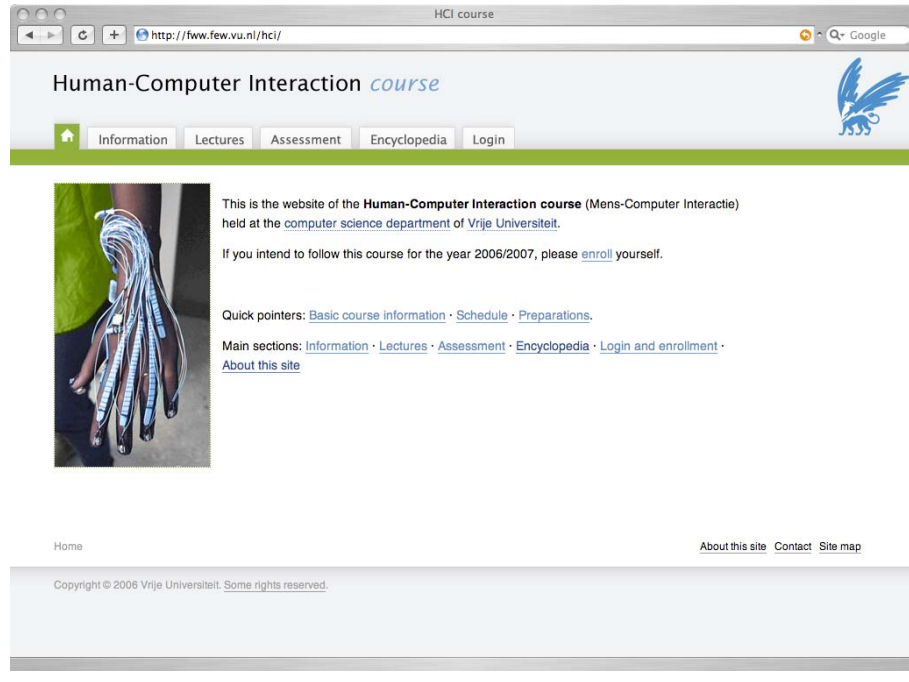 HCI course
http://fww.few.vu.nl/hci/
Google
Human-Computer Interaction course
Information Lectures Assessment Encyclopedia Login
This is the website of the Human-Computer Interaction course (Mens-Computer Interactie)
held at the computer science department of Vrije Universiteit.
If you intend to follow this course for the year 2006/2007, please enroll yourself.
Quick pointers: Basic course information · Schedule · Preparations.
Main sections: Information · Lectures · Assessment · Encyclopedia · Login and enrollment ·
About this site
Home About this site Contact Site map
Copyright © 2006 Vrije Universiteit. Some rights reserved.